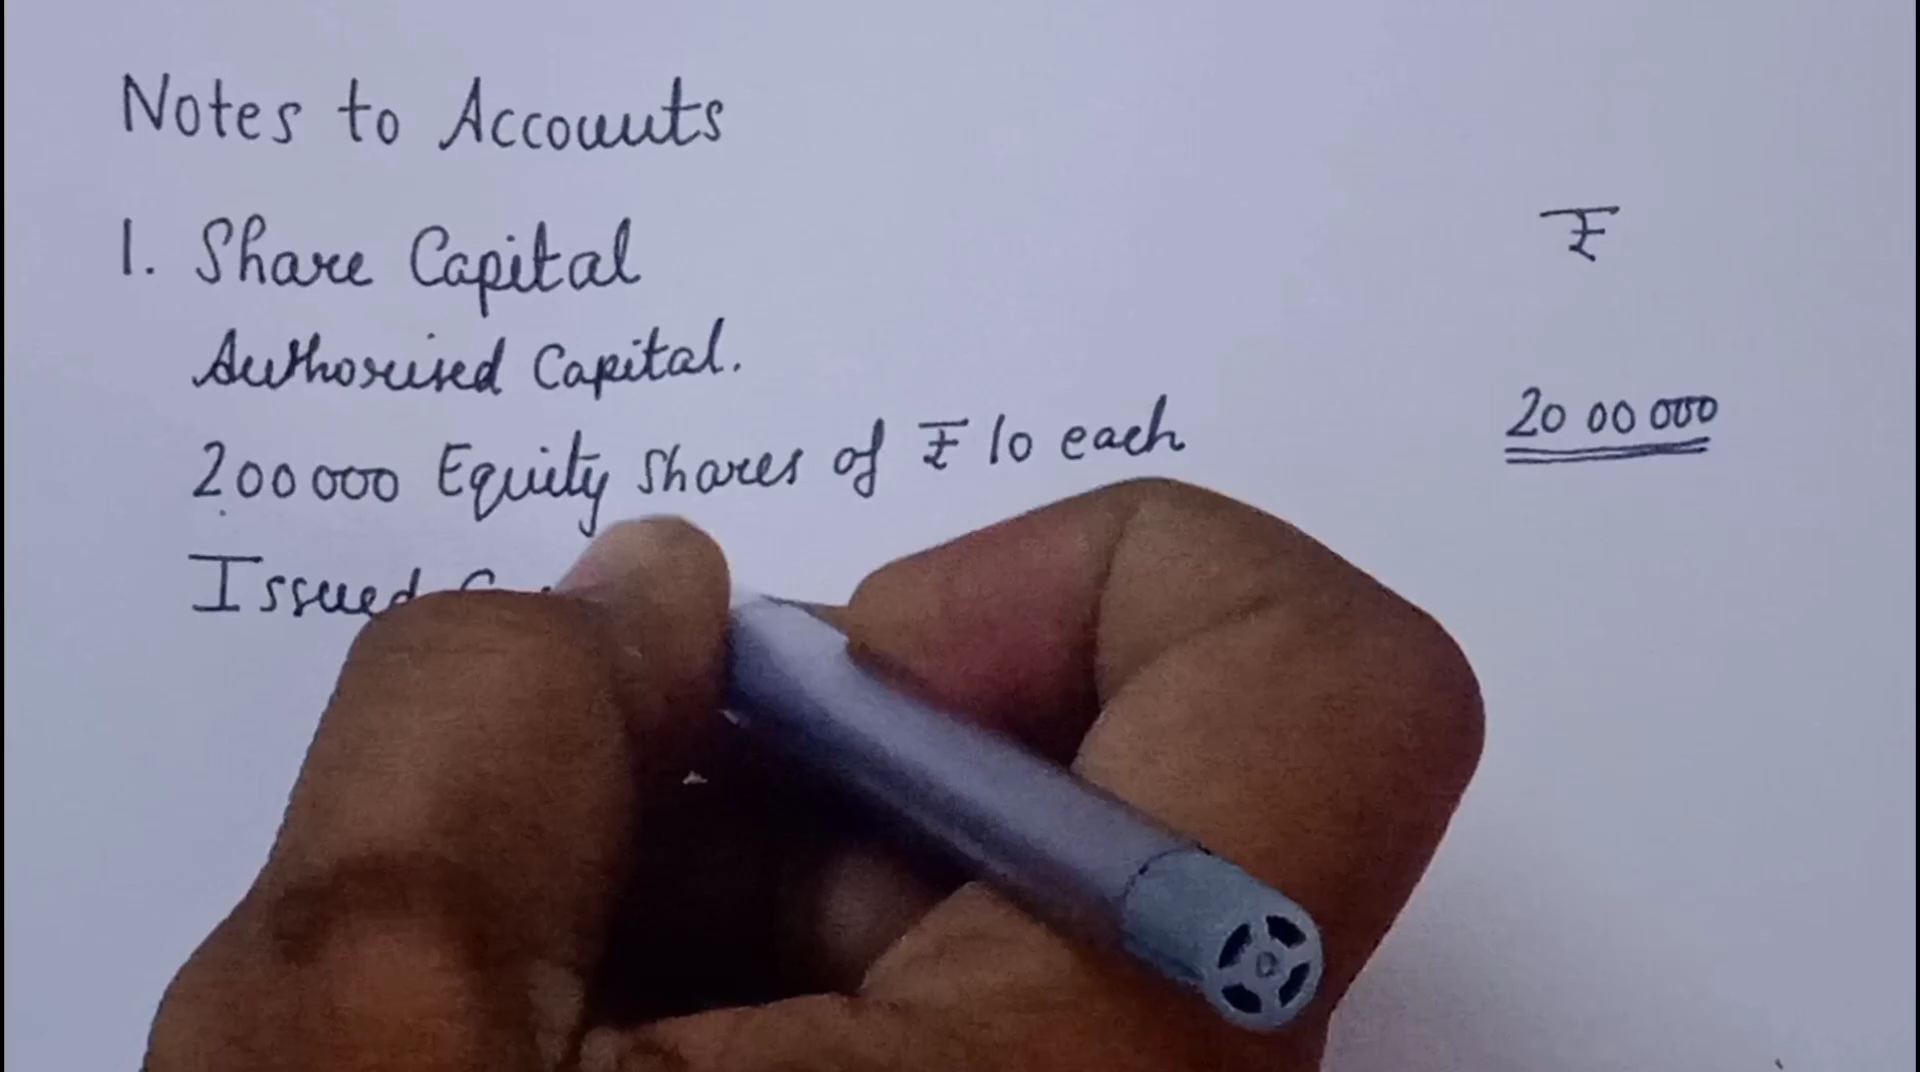 Notes to Accounts
1. Share Capital ₹
Authorised Capital.
200000 Equity shares of ₹ 10 each 20 00 000
Issued